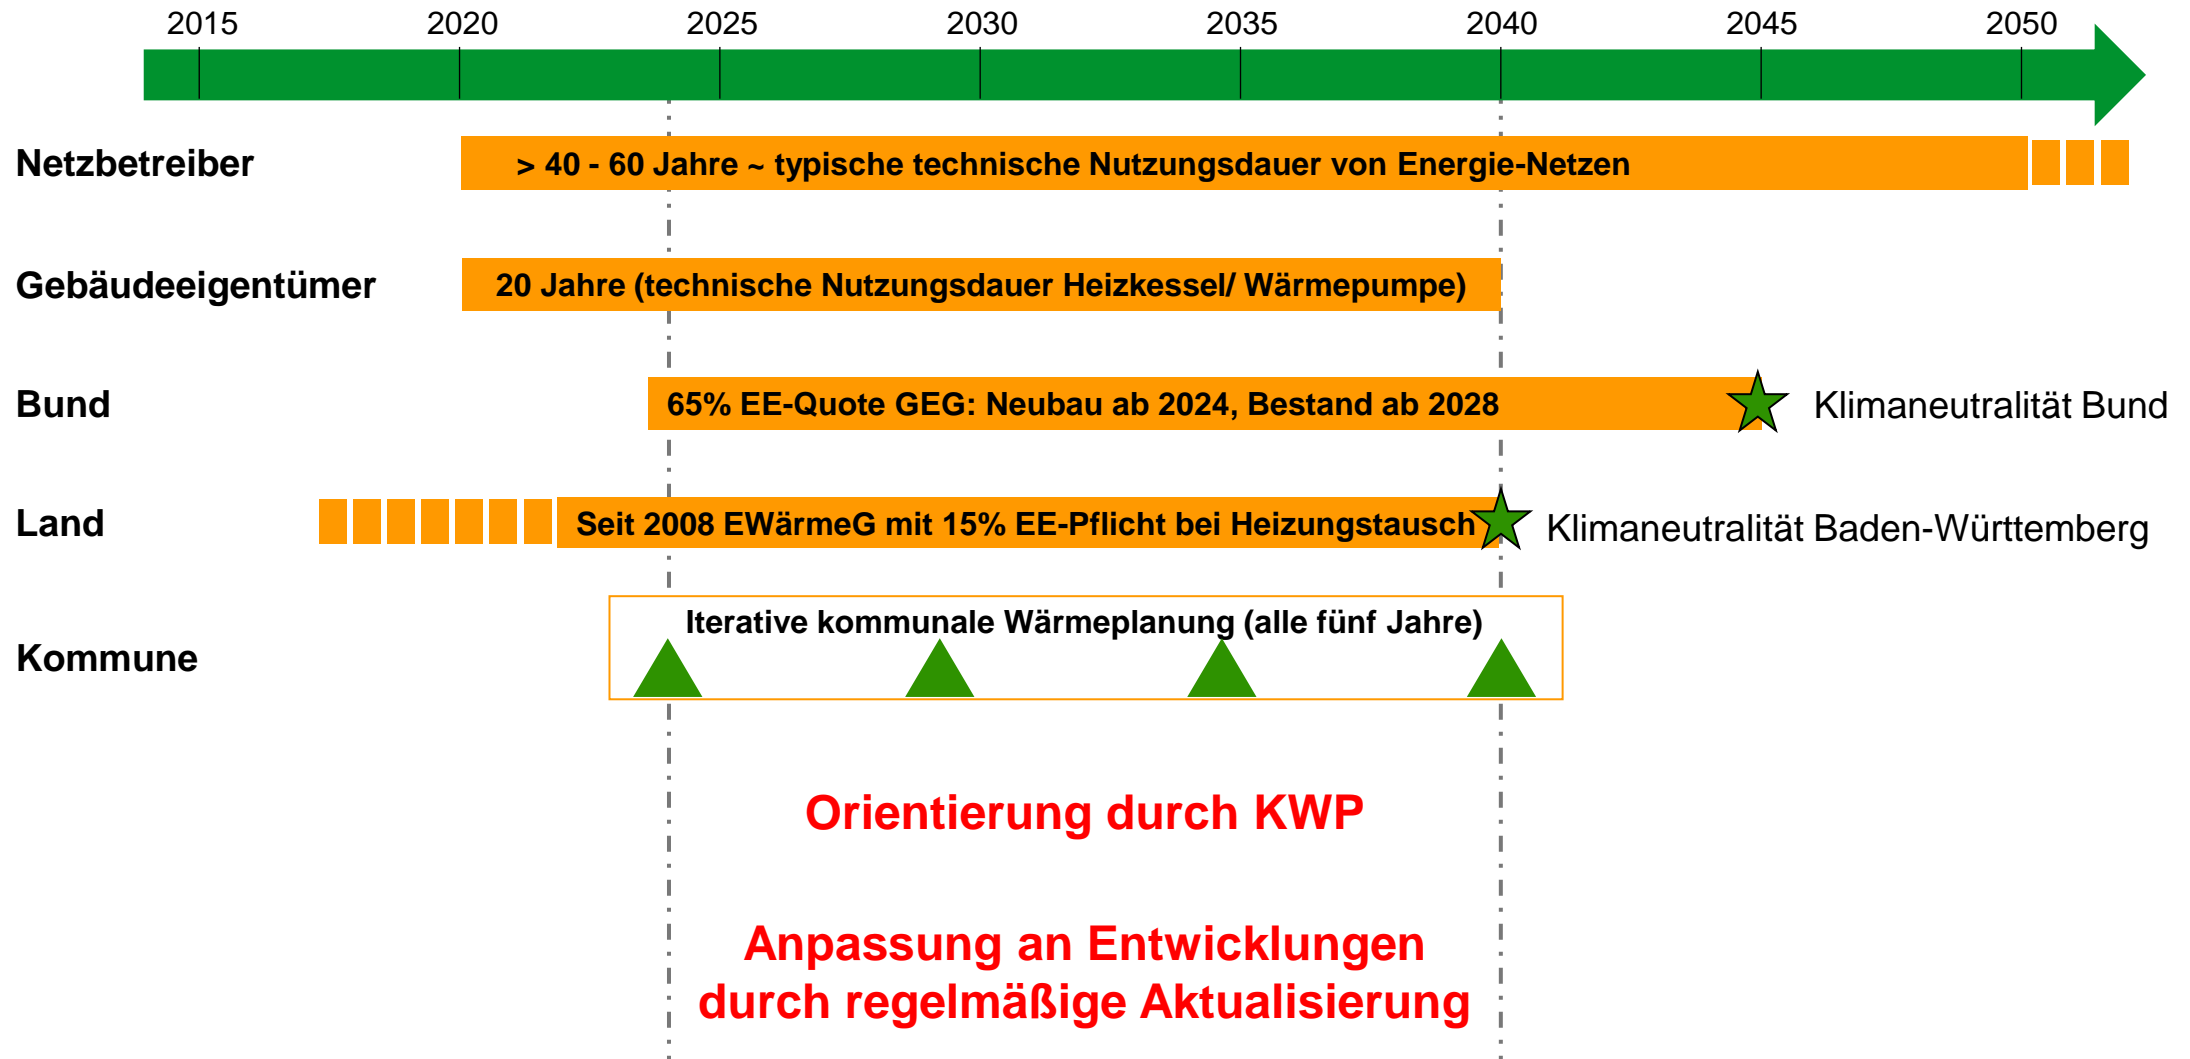 2015 2020 2025 2030 2035 2040 2045 2050
Netzbetreiber
> 40 - 60 Jahre ~ typische technische Nutzungsdauer von Energie-Netzen
Gebäudeeigentümer
20 Jahre (technische Nutzungsdauer Heizkessel/ Wärmepumpe)
Bund
65% EE-Quote GEG: Neubau ab 2024, Bestand ab 2028
Klimaneutralität Bund
Land
Seit 2008 EWärmeG mit 15% EE-Pflicht bei Heizungstausch
Klimaneutralität Baden-Württemberg
Kommune
Iterative kommunale Wärmeplanung (alle fünf Jahre)
Orientierung durch KWP
Anpassung an Entwicklungen
durch regelmäßige Aktualisierung